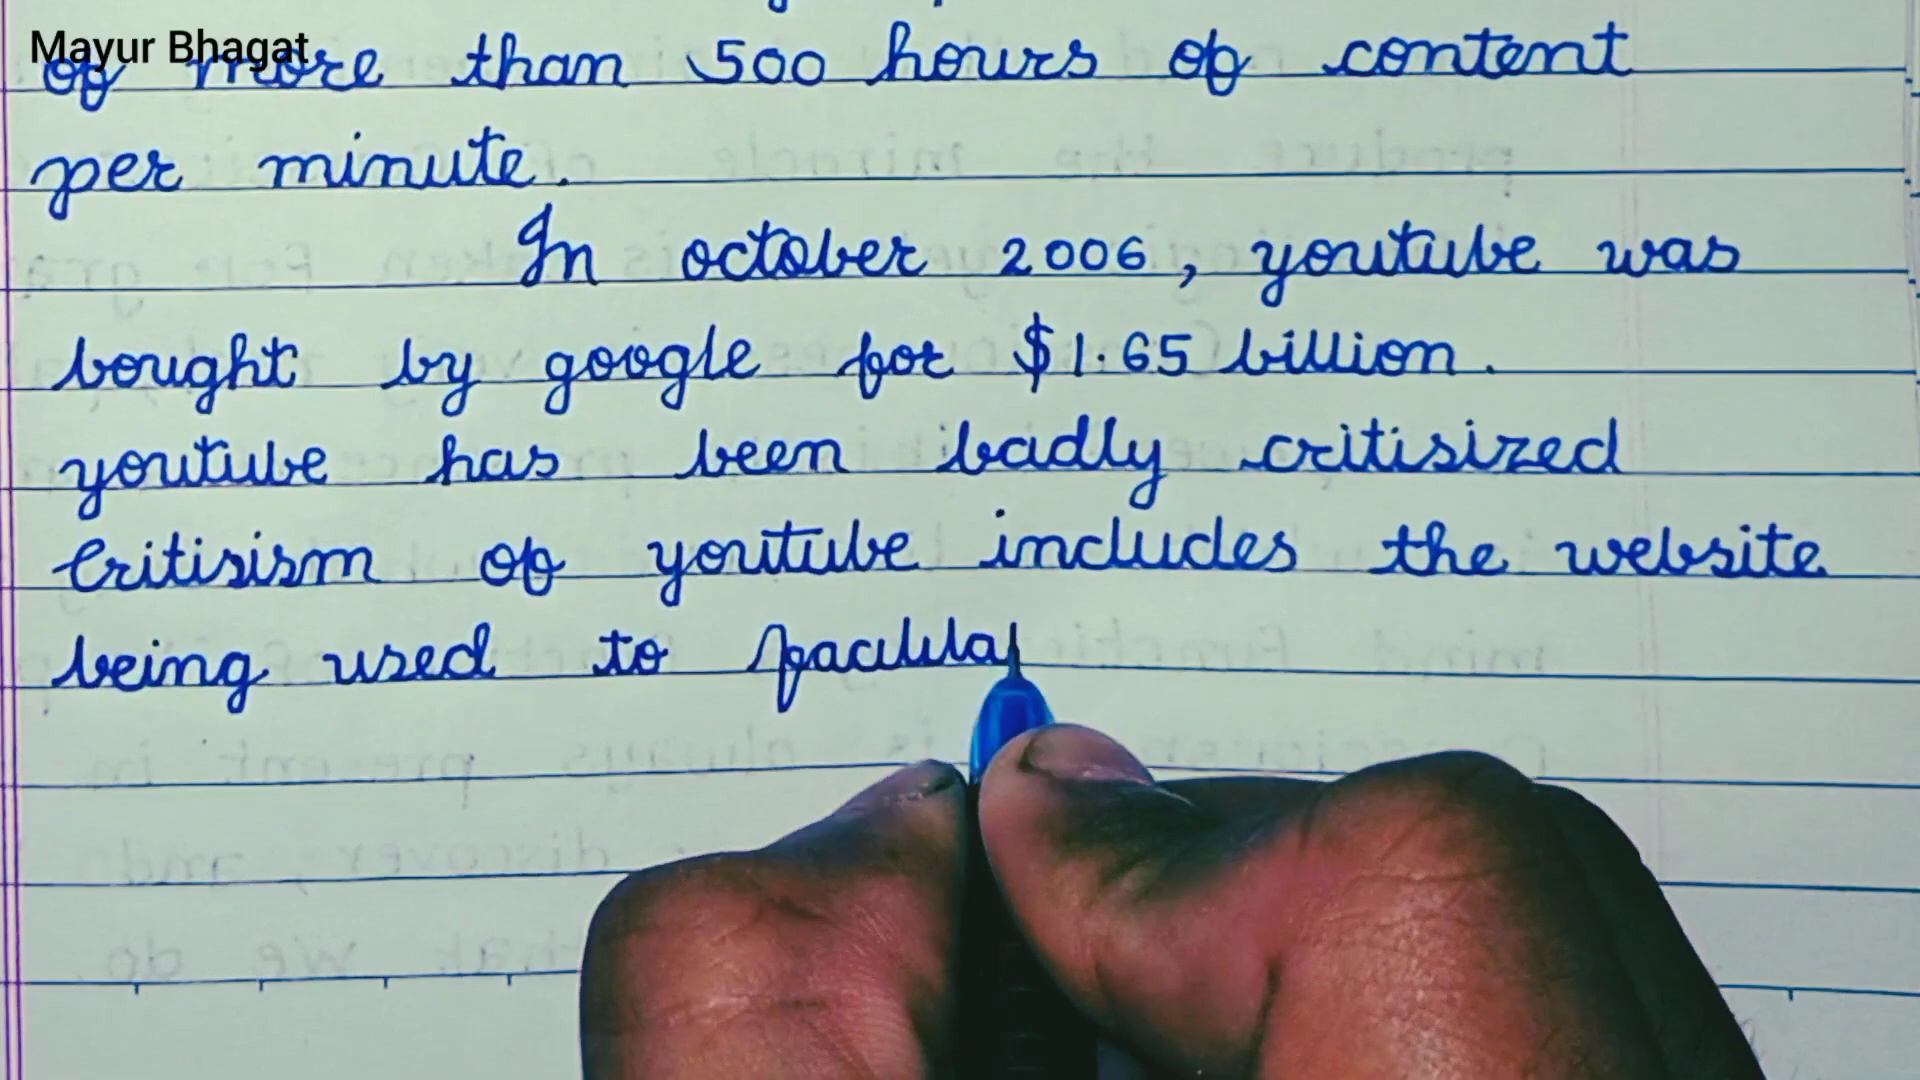 Mayur Bhagat
of more than 500 hours of content
per minute.
In october 2006, youtube was
bought by google for $1.65 billion.
youtube has been badly critisized
Critisism of youtube includes the website
being used to